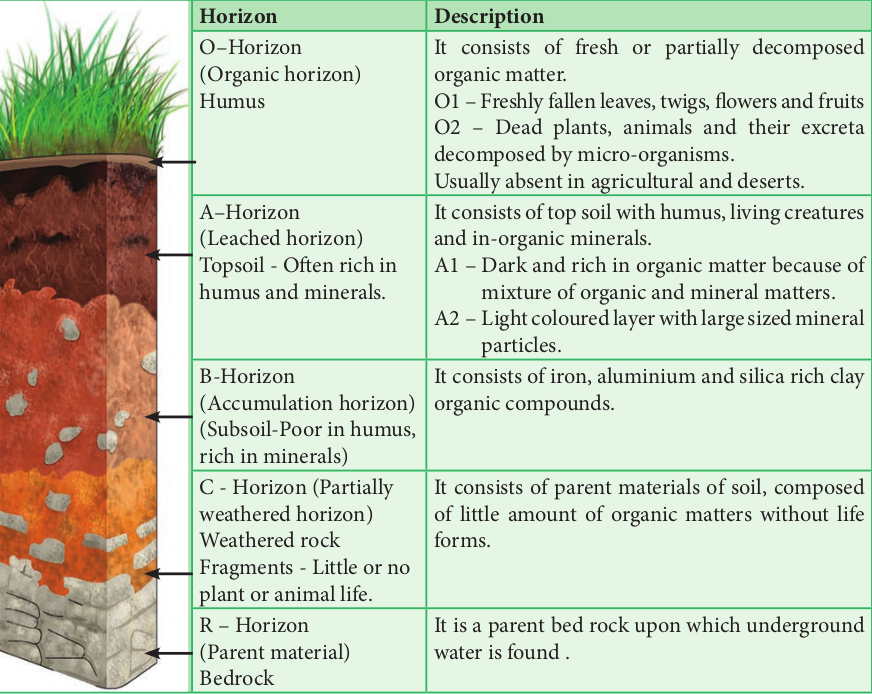 Horizon
Description
O–Horizon
(Organic horizon)
Humus
It consists of fresh or partially decomposed
organic matter.
O1 – Freshly fallen leaves, twigs, flowers and fruits
O2 – Dead plants, animals and their excreta
decomposed by micro-organisms.
Usually absent in agricultural and deserts.
A–Horizon
(Leached horizon)
Topsoil - Often rich in
humus and minerals.
It consists of top soil with humus, living creatures
and in-organic minerals.
A1 – Dark and rich in organic matter because of
mixture of organic and mineral matters.
A2 – Light coloured layer with large sized mineral
particles.
B-Horizon
(Accumulation horizon)
(Subsoil-Poor in humus,
rich in minerals)
It consists of iron, aluminium and silica rich clay
organic compounds.
C - Horizon (Partially
weathered horizon)
Weathered rock
Fragments - Little or no
plant or animal life.
It consists of parent materials of soil, composed
of little amount of organic matters without life
forms.
R – Horizon
(Parent material)
Bedrock
It is a parent bed rock upon which underground
water is found .